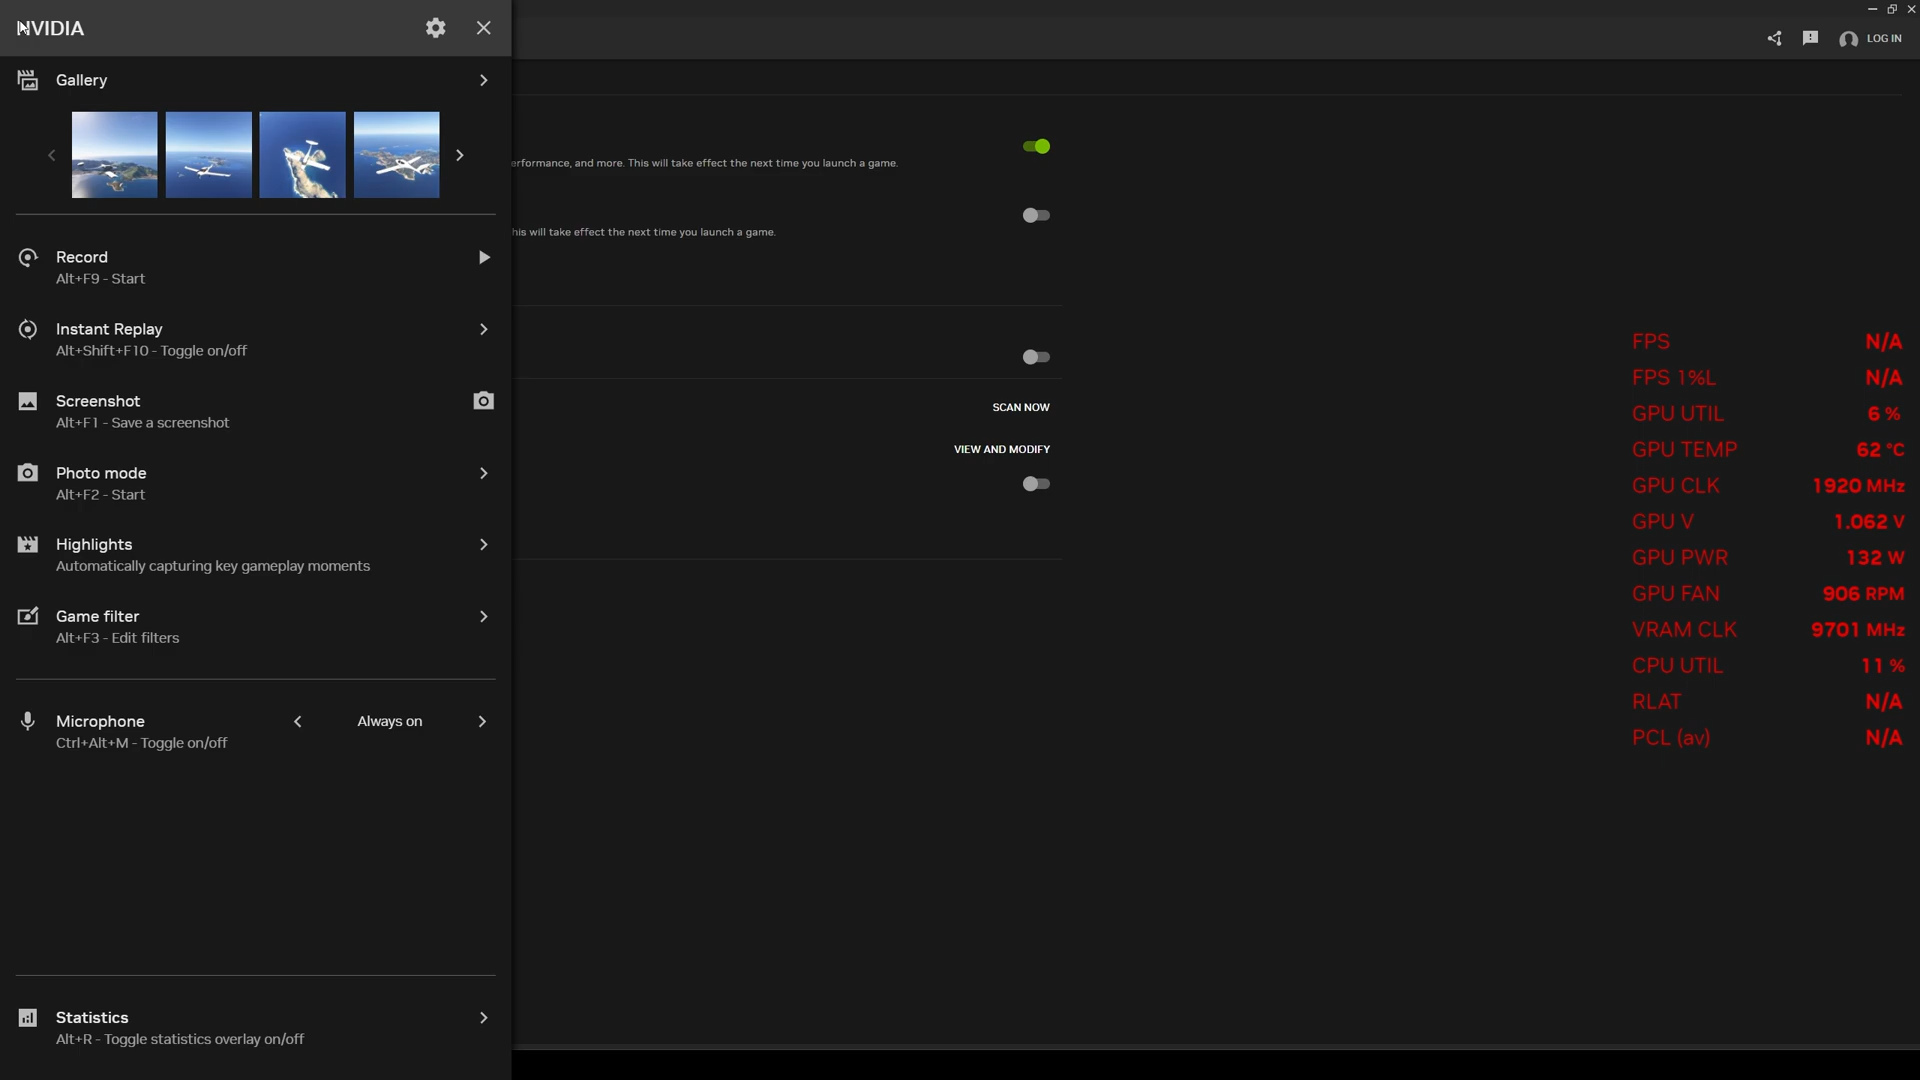 NVIDIA
LOG IN
Gallery
erformance, and more. This will take effect the next time you launch a game.
his will take effect the next time you launch a game.
Record
Alt+F9 - Start
Instant Replay
Alt+Shift+F10 - Toggle on/off
Screenshot
Alt+F1 - Save a screenshot
Photo mode
Alt+F2 - Start
Highlights
Automatically capturing key gameplay moments
Game filter
Alt+F3 - Edit filters
Microphone
Always on
Ctrl+Alt+M - Toggle on/off
Statistics
Alt+R - Toggle statistics overlay on/off
SCAN NOW
VIEW AND MODIFY
FPS N/A
FPS 1%L N/A
GPU UTIL 6 %
GPU TEMP 62 °C
GPU CLK 1920 MHz
GPU V 1.062 V
GPU PWR 132 W
GPU FAN 906 RPM
VRAM CLK 9701 MHz
CPU UTIL 11 %
RLAT N/A
PCL (av) N/A